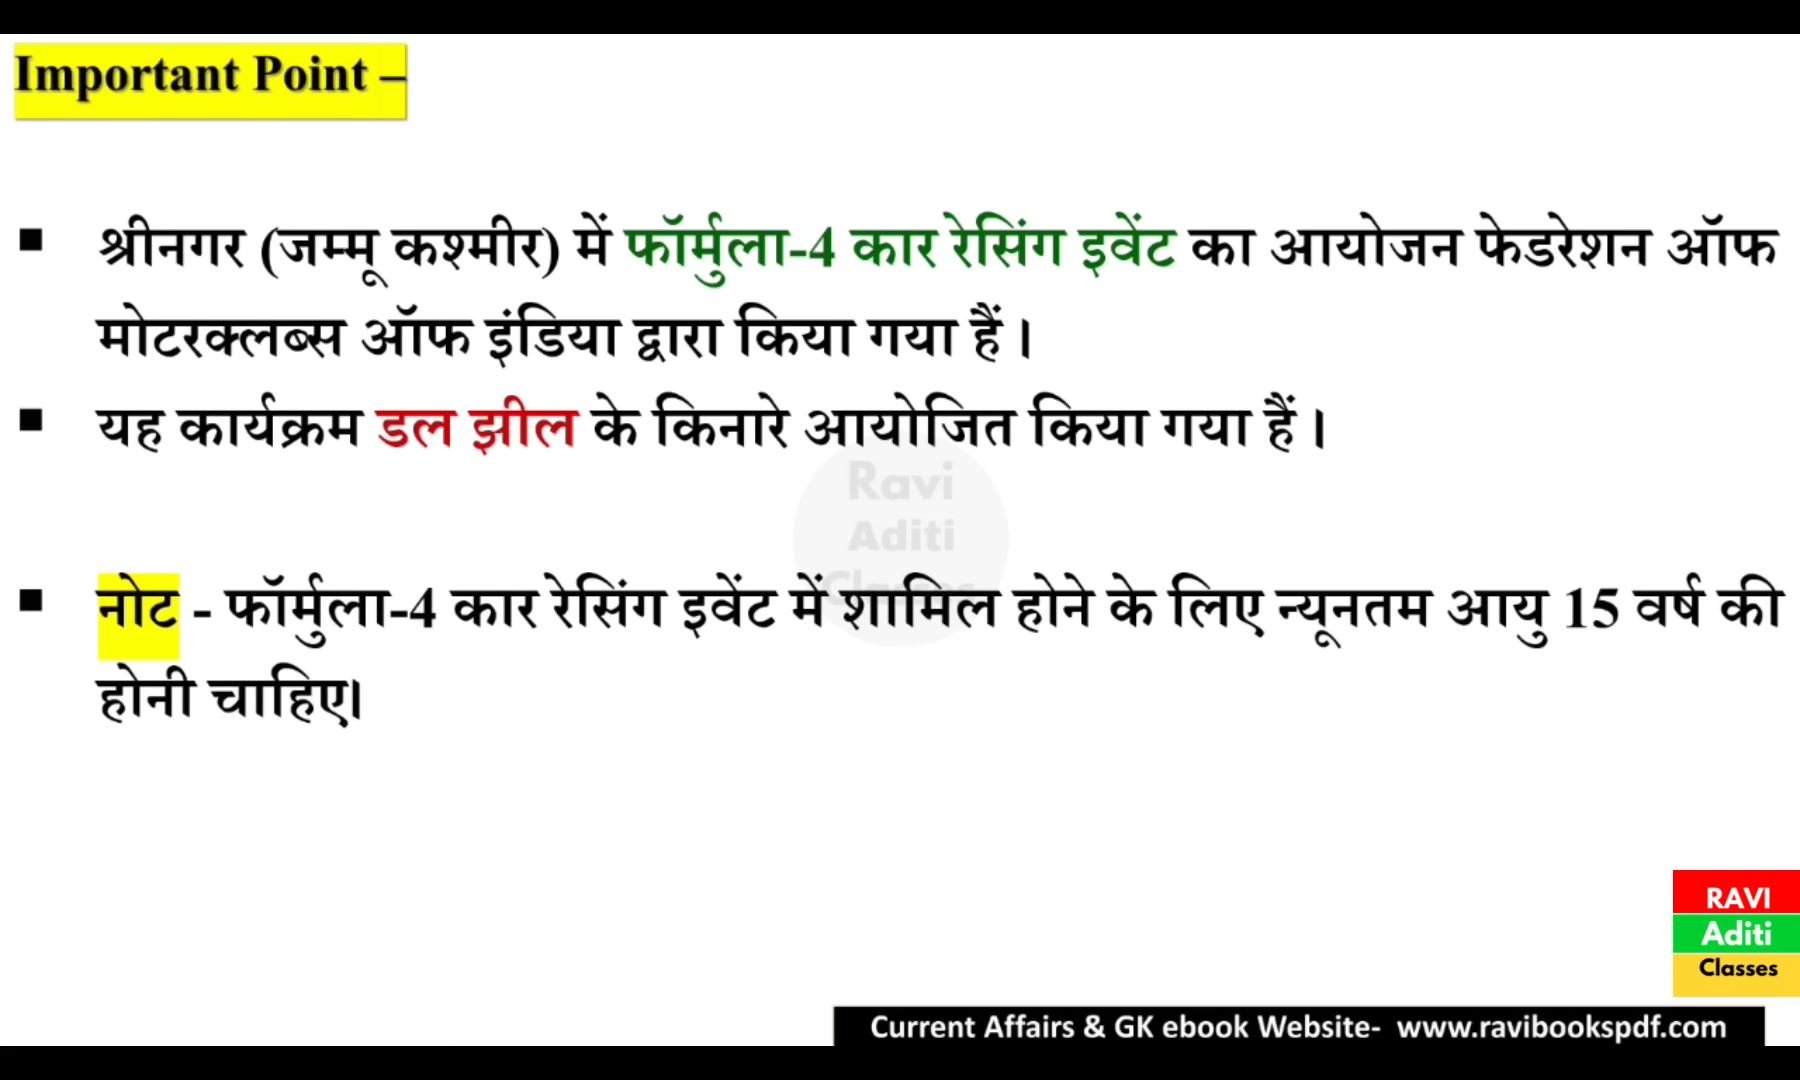 Important Point –
▪ श्रीनगर (जम्मू कश्मीर) में फॉर्मुला-4 कार रेसिंग इवेंट का आयोजन फेडरेशन ऑफ
मोटरक्लब्स ऑफ इंडिया द्वारा किया गया हैं ।
▪ यह कार्यक्रम डल झील के किनारे आयोजित किया गया हैं ।
Ravi
Aditi
Classes
▪ नोट - फॉर्मुला-4 कार रेसिंग इवेंट में शामिल होने के लिए न्यूनतम आयु 15 वर्ष की
होनी चाहिए।
RAVI
Aditi
Classes
Current Affairs & GK ebook Website- www.ravibookspdf.com